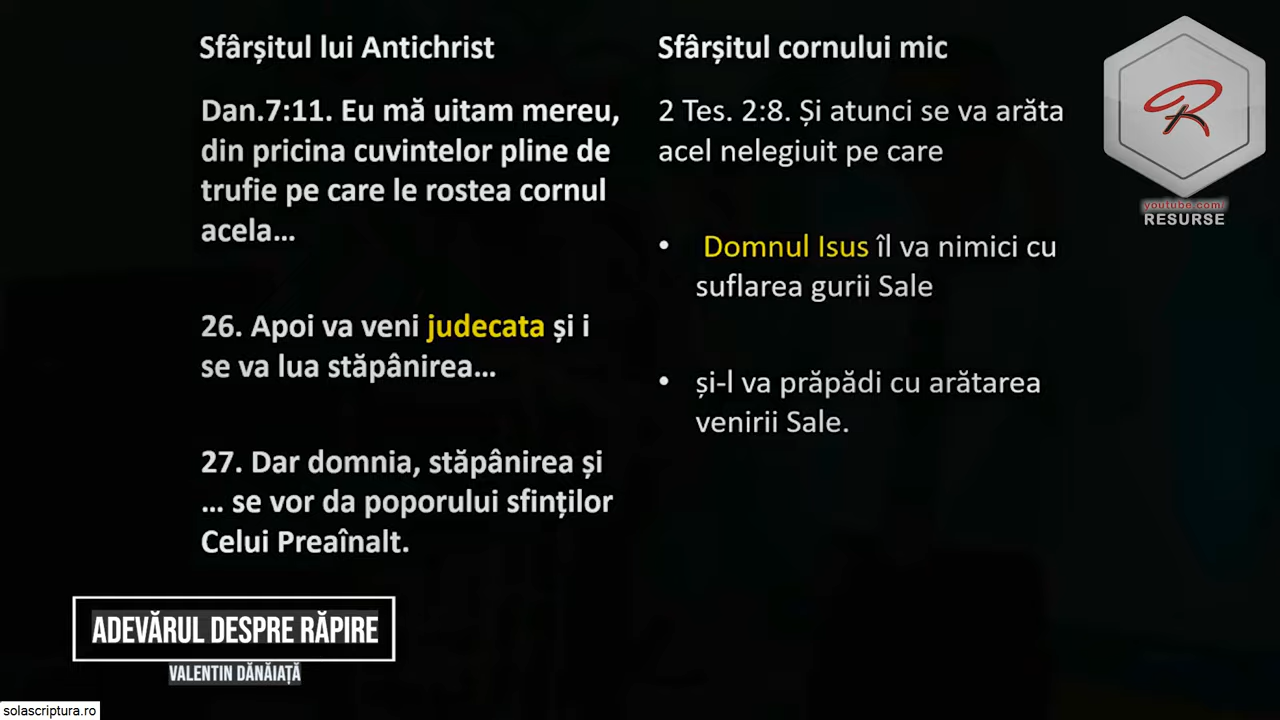 Sfârșitul lui Antichrist
Dan.7:11. Eu mă uitam mereu,
din pricina cuvintelor pline de
trufie pe care le rostea cornul
acela...
26. Apoi va veni judecata și i
se va lua stăpânirea...
27. Dar domnia, stăpânirea și
... se vor da poporului sfinților
Celui Preaînalt.
Sfârșitul cornului mic
2 Tes. 2:8. Și atunci se va arăta
acel nelegiuit pe care
• Domnul Isus îl va nimici cu
suflarea gurii Sale
• și-l va prăpădi cu arătarea
venirii Sale.
R
youtube.com/
RESURSE
ADEVĂRUL DESPRE RĂPIRE
VALENTIN DĂNĂIAȚĂ
solascriptura.ro